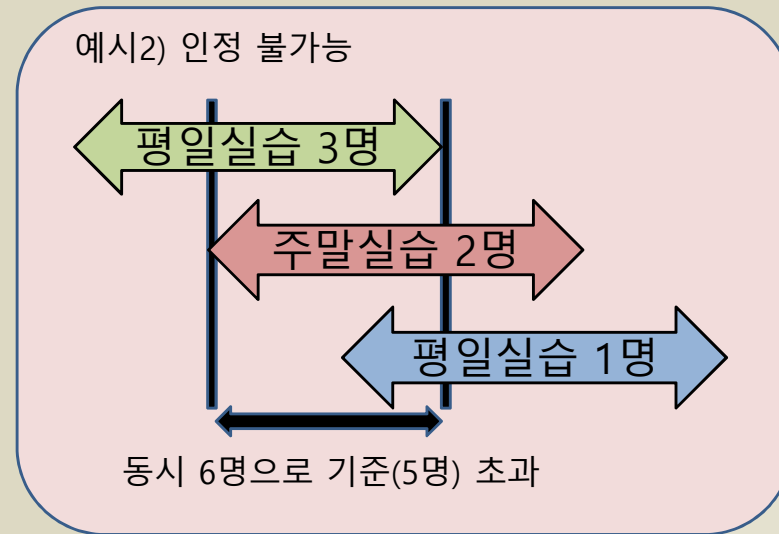 예시2) 인정 불가능
평일실습 3명
주말실습 2명
평일실습 1명
동시 6명으로 기준(5명) 초과